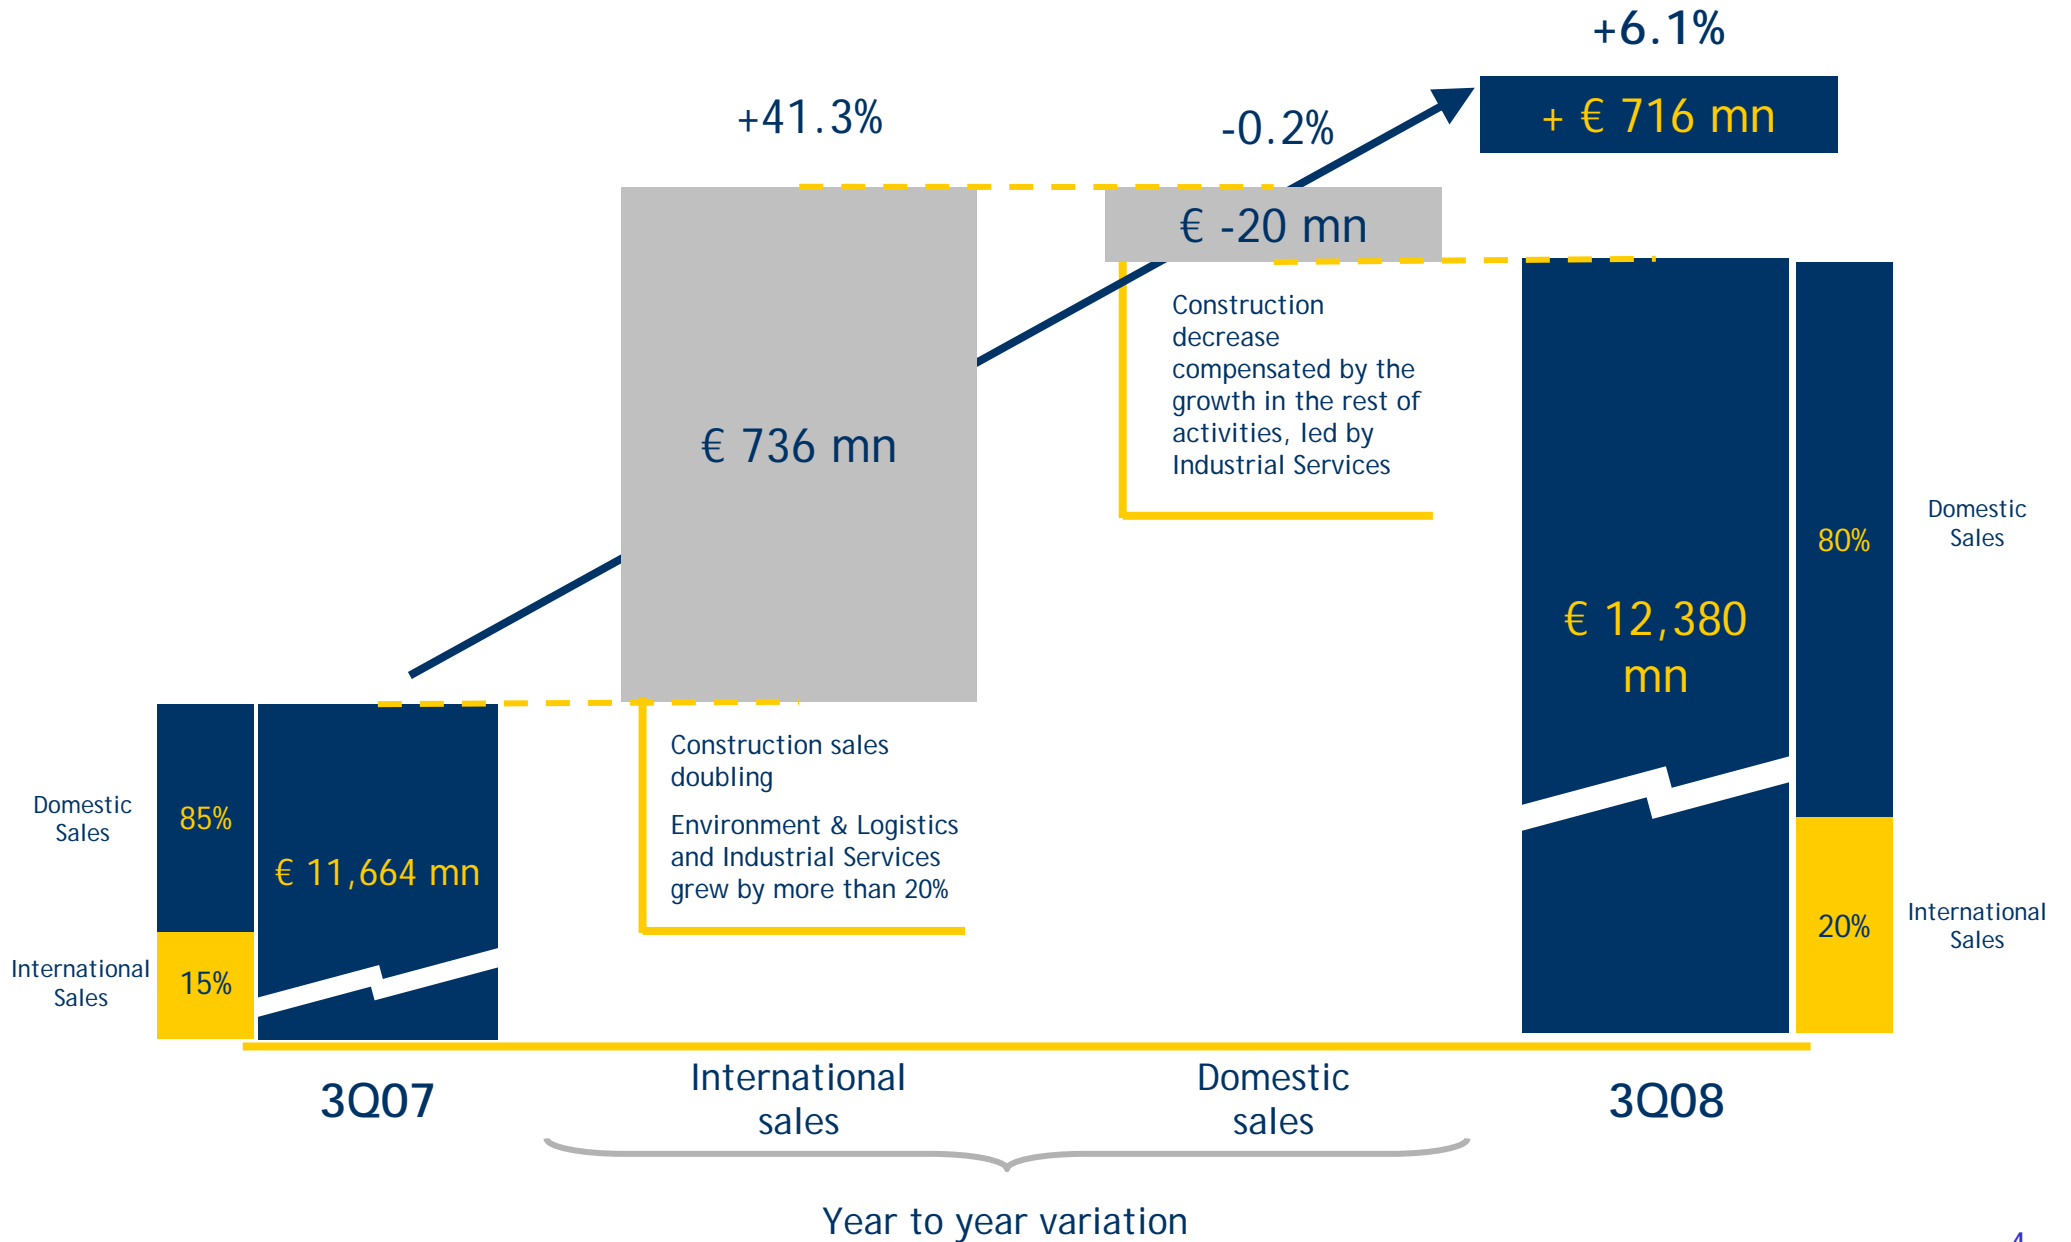 +6.1%
+ € 716 mn
+41.3%
-0.2%
€ -20 mn
Construction
decrease
compensated by the
growth in the rest of
activities, led by
Industrial Services
€ 736 mn
Domestic
Sales
80%
€ 12,380
mn
Construction sales
doubling
Environment & Logistics
and Industrial Services
grew by more than 20%
Domestic
Sales
85%
€ 11,664 mn
International
Sales
15%
20%
International
Sales
3Q07
International
sales
Domestic
sales
3Q08
Year to year variation
4